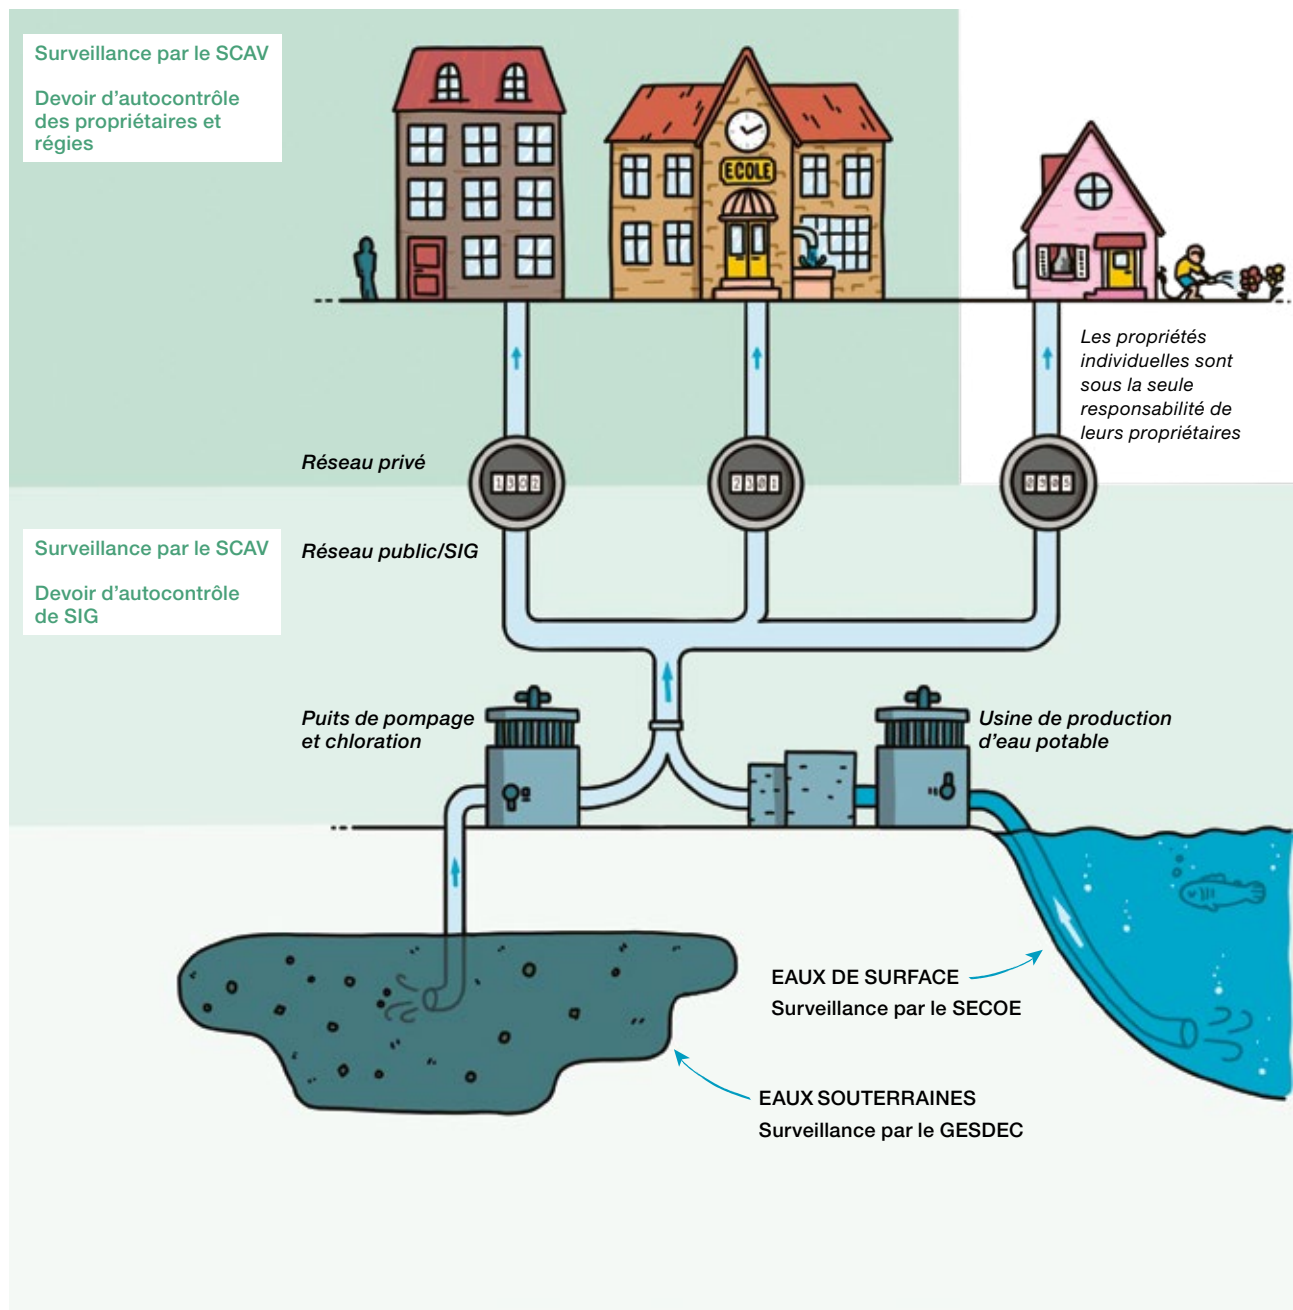 Surveillance par le SCAV
Devoir d'autocontrôle
des propriétaires et
régies
ECOLE
Les propriétés
individuelles sont
sous la seule
responsabilité de
leurs propriétaires
Réseau privé
1302
2301
0505
Surveillance par le SCAV
Devoir d'autocontrôle
de SIG
Réseau public/SIG
Puits de pompage
et chloration
Usine de production
d'eau potable
EAUX DE SURFACE
Surveillance par le SECOE
EAUX SOUTERRAINES
Surveillance par le GESDEC